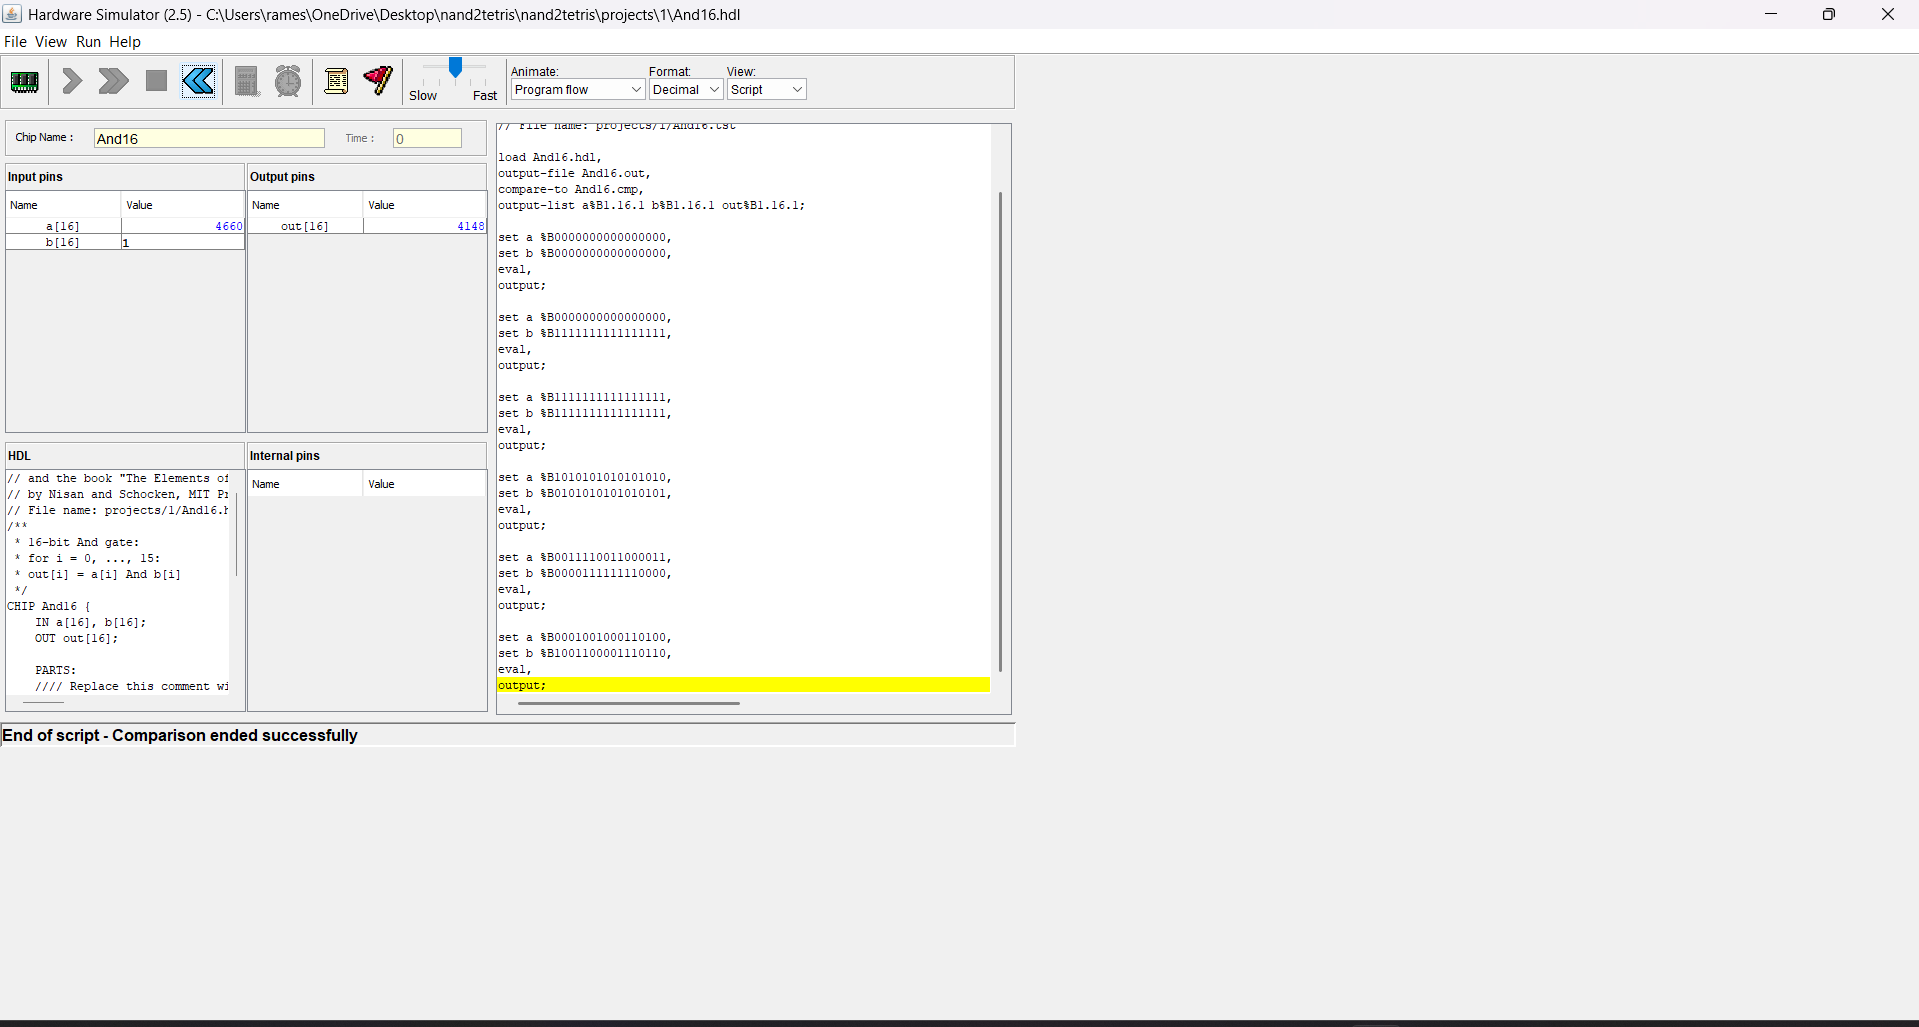 Hardware Simulator (2.5) - C:\Users\rames\OneDrive\Desktop\nand2tetris\nand2tetris\projects\1\And16.hdl
File View Run Help
Slow Fast
Animate: Format: View:
Program flow Decimal Script
Chip Name : And16 Time : 0
Input pins
Name Value
a[16] 4660
b[16] 1
Output pins
Name Value
out[16] 4148
HDL
// and the book "The Elements of
// by Nisan and Schocken, MIT Pr
// File name: projects/1/And16.h
/**
* 16-bit And gate:
* for i = 0, ..., 15:
* out[i] = a[i] And b[i]
*/
CHIP And16 {
IN a[16], b[16];
OUT out[16];
PARTS:
//// Replace this comment wi
Internal pins
Name Value
// File name: projects/1/And16.tst
load And16.hdl,
output-file And16.out,
compare-to And16.cmp,
output-list a%B1.16.1 b%B1.16.1 out%B1.16.1;
set a %B0000000000000000,
set b %B0000000000000000,
eval,
output;
set a %B0000000000000000,
set b %B1111111111111111,
eval,
output;
set a %B1111111111111111,
set b %B1111111111111111,
eval,
output;
set a %B1010101010101010,
set b %B0101010101010101,
eval,
output;
set a %B0011110011000011,
set b %B0000111111110000,
eval,
output;
set a %B0001001000110100,
set b %B1001100001110110,
eval,
output;
End of script - Comparison ended successfully